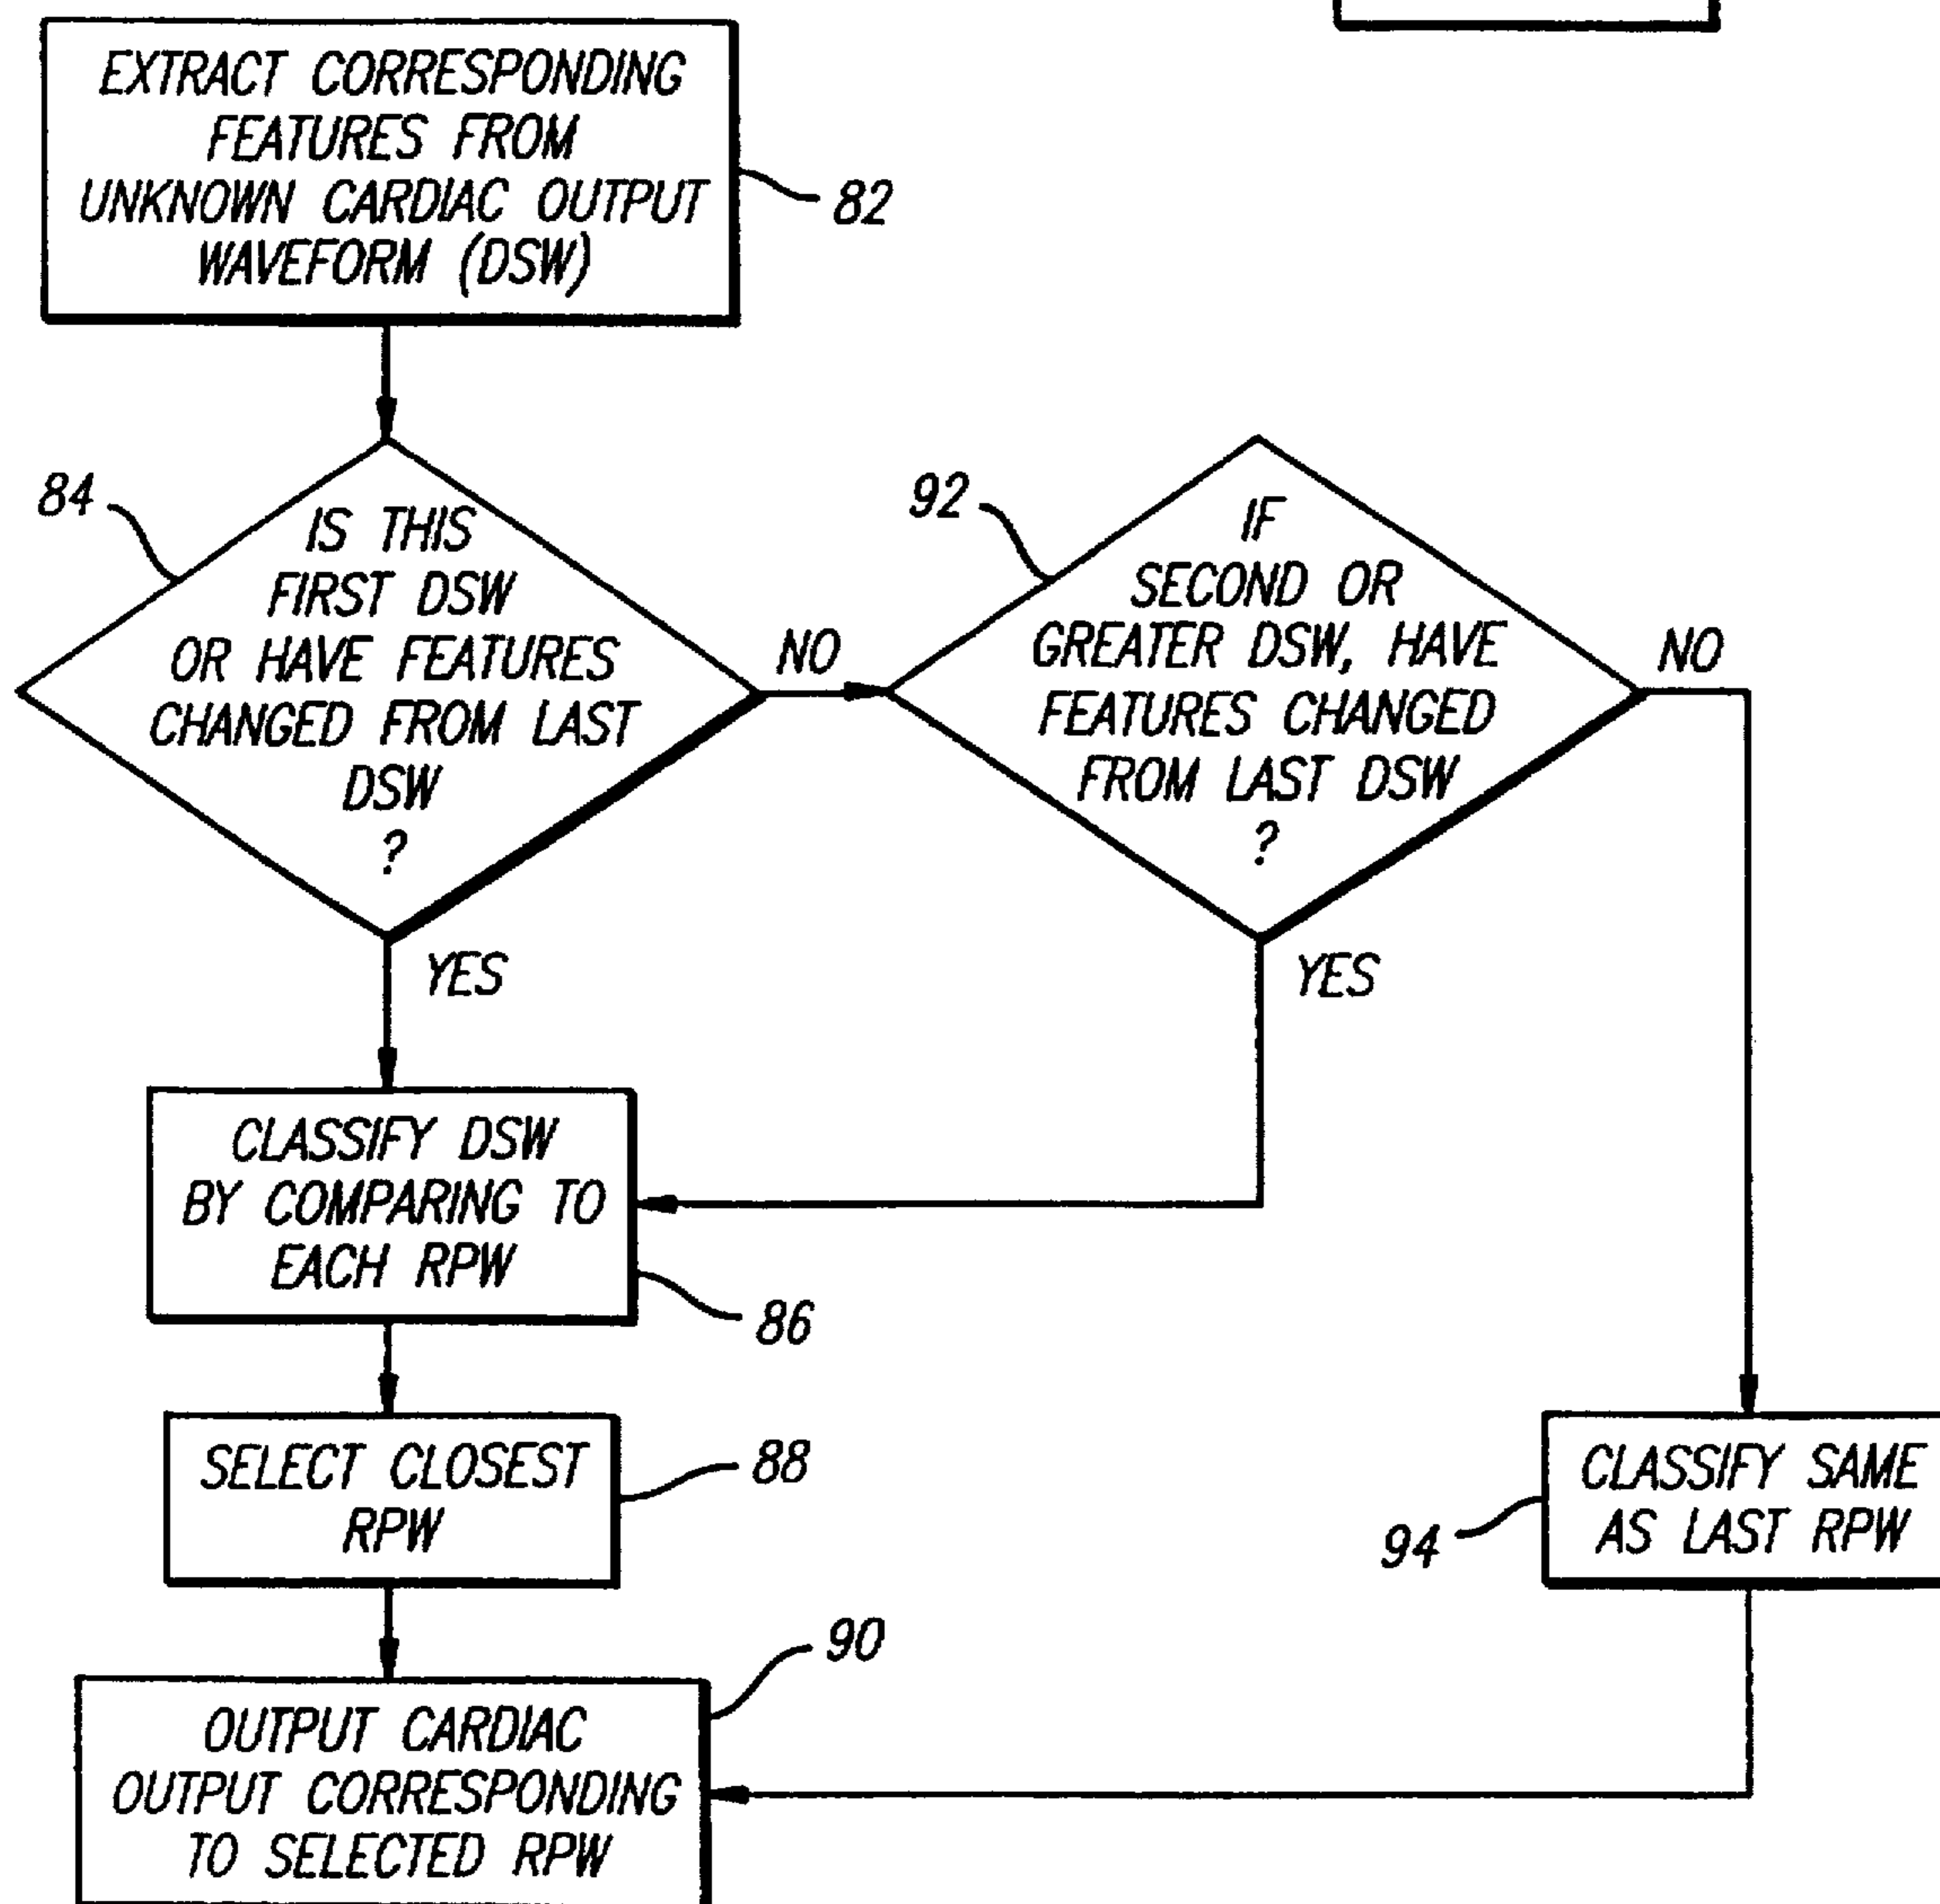 EXTRACT CORRESPONDING
FEATURES FROM
UNKNOWN CARDIAC OUTPUT
WAVEFORM (DSW)
82
84
IS THIS
FIRST DSW
OR HAVE FEATURES
CHANGED FROM LAST
DSW
?
NO
YES
92
IF
SECOND OR
GREATER DSW, HAVE
FEATURES CHANGED
FROM LAST DSW
?
NO
YES
CLASSIFY DSW
BY COMPARING TO
EACH RPW
86
SELECT CLOSEST
RPW
88
94
CLASSIFY SAME
AS LAST RPW
90
OUTPUT CARDIAC
OUTPUT CORRESPONDING
TO SELECTED RPW